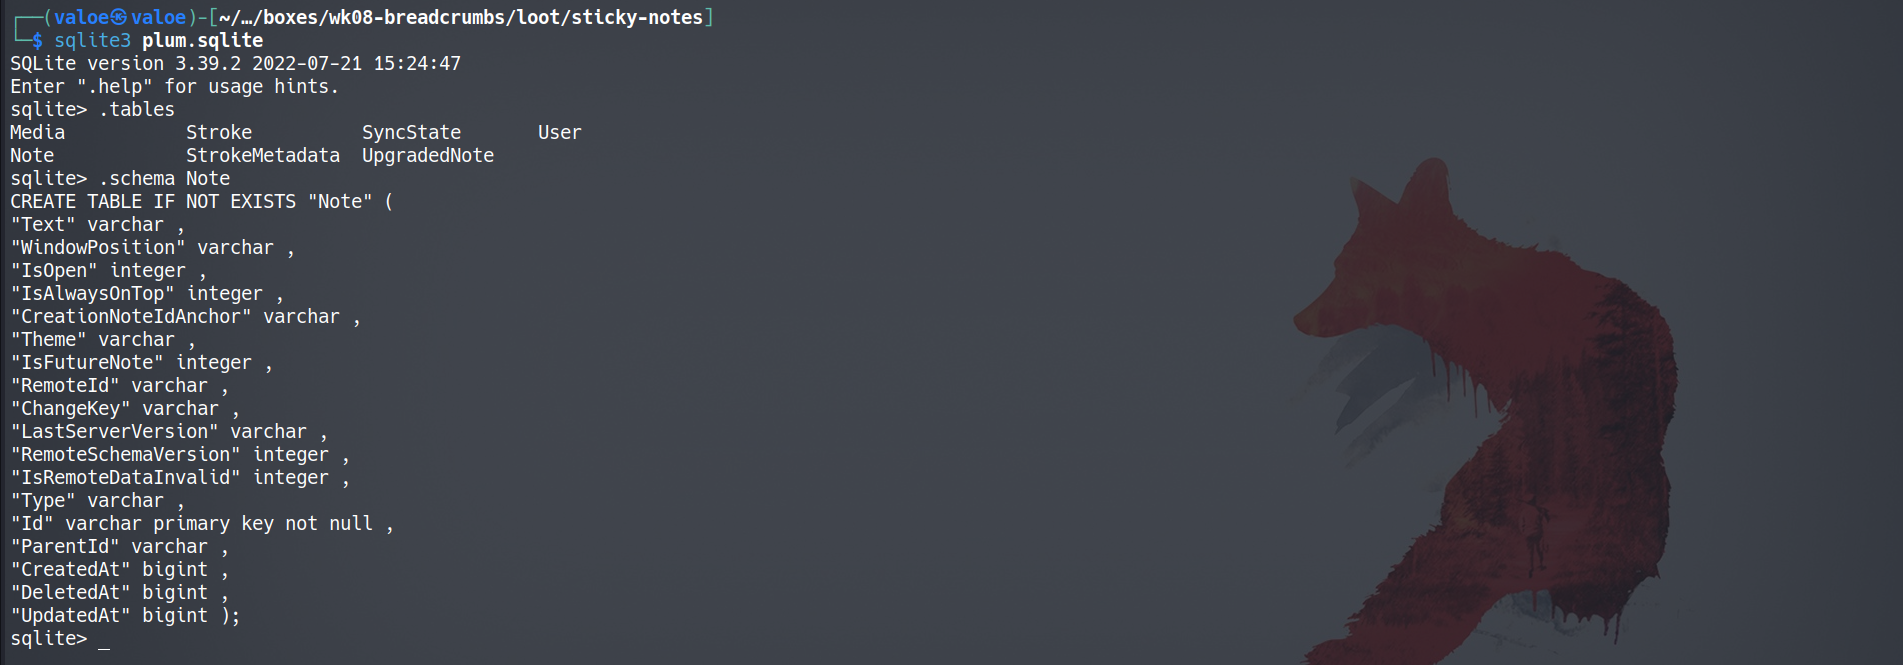 ┌──(valoe㉿valoe)-[~/…/boxes/wk08-breadcrumbs/loot/sticky-notes]
└─$ sqlite3 plum.sqlite
SQLite version 3.39.2 2022-07-21 15:24:47
Enter ".help" for usage hints.
sqlite> .tables
Media           Stroke          SyncState       User
Note            StrokeMetadata  UpgradedNote
sqlite> .schema Note
CREATE TABLE IF NOT EXISTS "Note" (
"Text" varchar ,
"WindowPosition" varchar ,
"IsOpen" integer ,
"IsAlwaysOnTop" integer ,
"CreationNoteIdAnchor" varchar ,
"Theme" varchar ,
"IsFutureNote" integer ,
"RemoteId" varchar ,
"ChangeKey" varchar ,
"LastServerVersion" varchar ,
"RemoteSchemaVersion" integer ,
"IsRemoteDataInvalid" integer ,
"Type" varchar ,
"Id" varchar primary key not null ,
"ParentId" varchar ,
"CreatedAt" bigint ,
"DeletedAt" bigint ,
"UpdatedAt" bigint );
sqlite> _